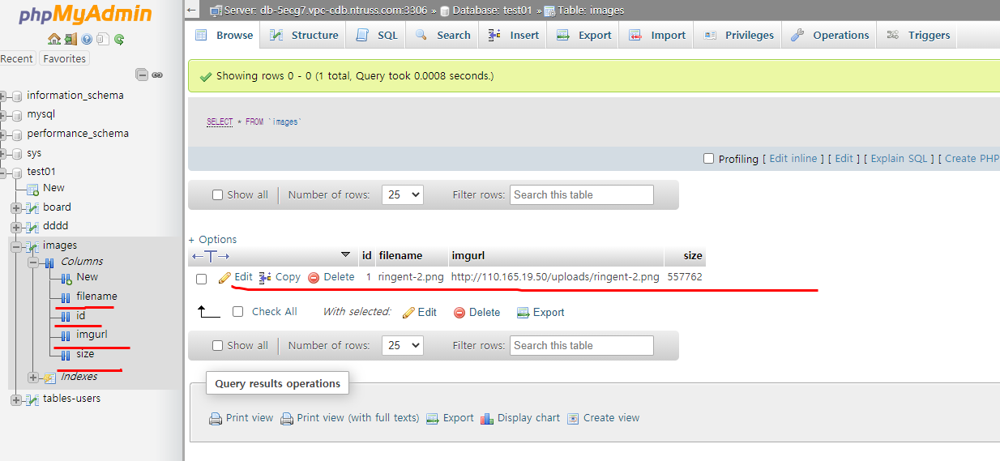 phpMyAdmin
Recent Favorites
information_schema
mysql
performance_schema
sys
test01
New
board
dddd
images
Columns
New
filename
id
imgurl
size
Indexes
tables-users
Server: db-5ecg7.vpc-cdb.ntruss.com:3306 » Database: test01 » Table: images
Browse Structure SQL Search Insert Export Import Privileges Operations Triggers
Showing rows 0 - 0 (1 total, Query took 0.0008 seconds.)
SELECT * FROM `images`
Profiling [ Edit inline ] [ Edit ] [ Explain SQL ] [ Create PHP
Show all Number of rows: 25 Filter rows: Search this table
+ Options
id filename imgurl size
Edit Copy Delete 1 ringent-2.png http://110.165.19.50/uploads/ringent-2.png 557762
Check All With selected: Edit Delete Export
Show all Number of rows: 25 Filter rows: Search this table
Query results operations
Print view Print view (with full texts) Export Display chart Create view